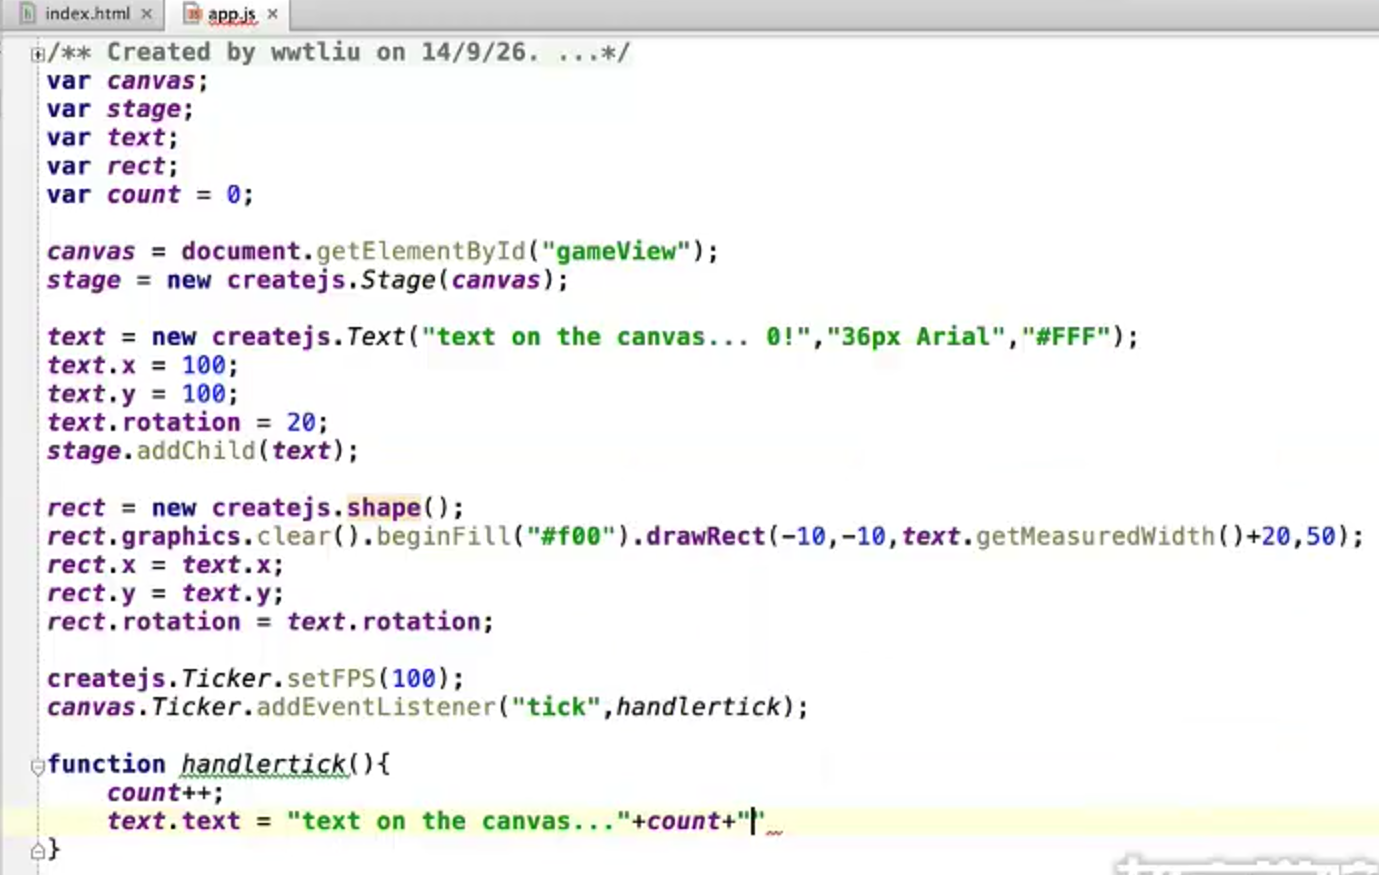 index.html
app.js
/** Created by wwtliu on 14/9/26. ...*/
var canvas;
var stage;
var text;
var rect;
var count = 0;
canvas = document.getElementById("gameView");
stage = new createjs.Stage(canvas);
text = new createjs.Text("text on the canvas... 0!","36px Arial","#FFF");
text.x = 100;
text.y = 100;
text.rotation = 20;
stage.addChild(text);
rect = new createjs.shape();
rect.graphics.clear().beginFill("#f00").drawRect(-10,-10,text.getMeasuredWidth()+20,50);
rect.x = text.x;
rect.y = text.y;
rect.rotation = text.rotation;
createjs.Ticker.setFPS(100);
canvas.Ticker.addEventListener("tick",handlertick);
function handlertick(){
count++;
text.text = "text on the canvas..."+count+""
}